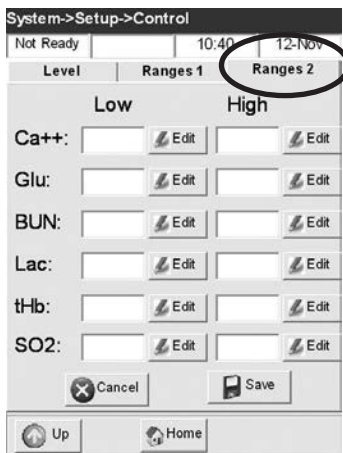 System->Setup->Control
Not Ready 10:40 12-Nov
Level Ranges 1 Ranges 2
Low High
Ca++: Edit Edit
Glu: Edit Edit
BUN: Edit Edit
Lac: Edit Edit
tHb: Edit Edit
SO2: Edit Edit
Cancel Save
Up Home